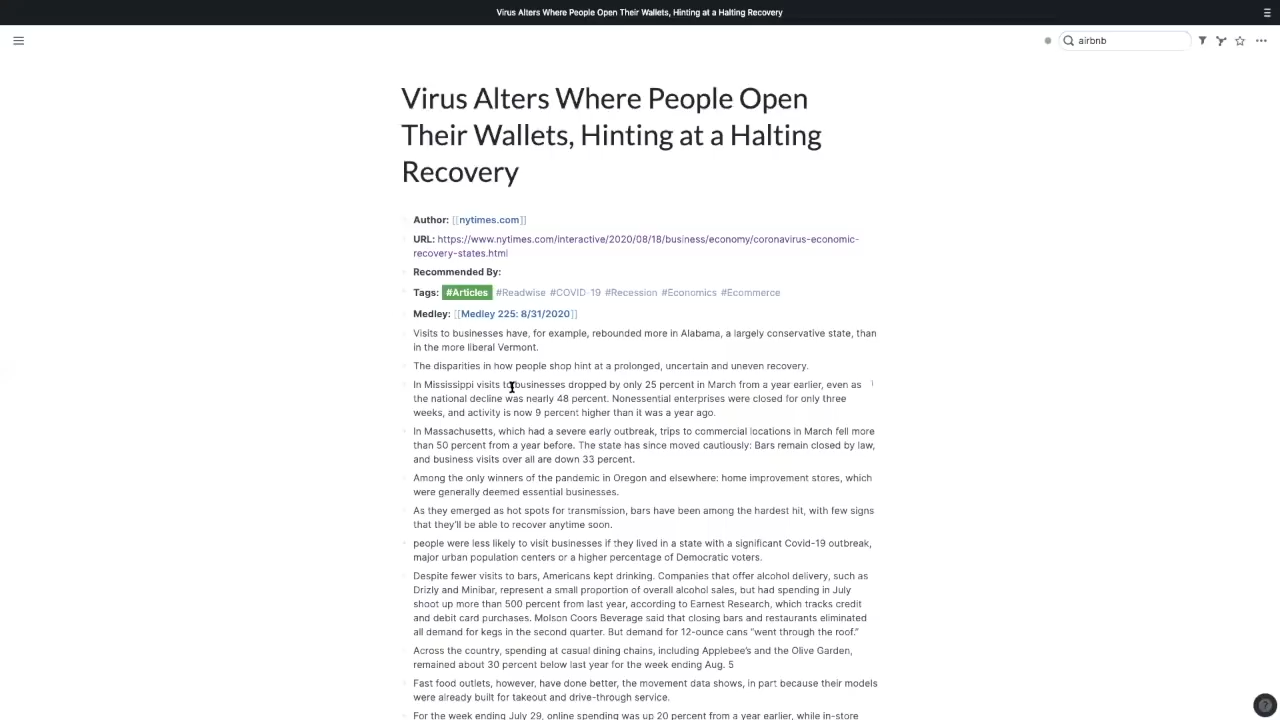 Virus Alters Where People Open Their Wallets, Hinting at a Halting Recovery
airbnb
Virus Alters Where People Open
Their Wallets, Hinting at a Halting
Recovery
Author: [[nytimes.com]]
URL: https://www.nytimes.com/interactive/2020/08/18/business/economy/coronavirus-economic-
recovery-states.html
Recommended By:
Tags: #Articles #Readwise #COVID-19 #Recession #Economics #Ecommerce
Medley: [[Medley 225: 8/31/2020]]
Visits to businesses have, for example, rebounded more in Alabama, a largely conservative state, than
in the more liberal Vermont.
The disparities in how people shop hint at a prolonged, uncertain and uneven recovery.
In Mississippi visits to businesses dropped by only 25 percent in March from a year earlier, even as
1
the national decline was nearly 48 percent. Nonessential enterprises were closed for only three
weeks, and activity is now 9 percent higher than it was a year ago.
In Massachusetts, which had a severe early outbreak, trips to commercial locations in March fell more
than 50 percent from a year before. The state has since moved cautiously: Bars remain closed by law,
and business visits over all are down 33 percent.
Among the only winners of the pandemic in Oregon and elsewhere: home improvement stores, which
were generally deemed essential businesses.
As they emerged as hot spots for transmission, bars have been among the hardest hit, with few signs
that they'll be able to recover anytime soon.
people were less likely to visit businesses if they lived in a state with a significant Covid-19 outbreak,
major urban population centers or a higher percentage of Democratic voters.
Despite fewer visits to bars, Americans kept drinking. Companies that offer alcohol delivery, such as
Drizly and Minibar, represent a small proportion of overall alcohol sales, but had spending in July
shoot up more than 500 percent from last year, according to Earnest Research, which tracks credit
and debit card purchases. Molson Coors Beverage said that closing bars and restaurants eliminated
all demand for kegs in the second quarter. But demand for 12-ounce cans "went through the roof."
Across the country, spending at casual dining chains, including Applebee's and the Olive Garden,
remained about 30 percent below last year for the week ending Aug. 5
Fast food outlets, however, have done better, the movement data shows, in part because their models
were already built for takeout and drive-through service.
For the week ending July 29, online spending was up 20 percent from a year earlier, while in-store
?